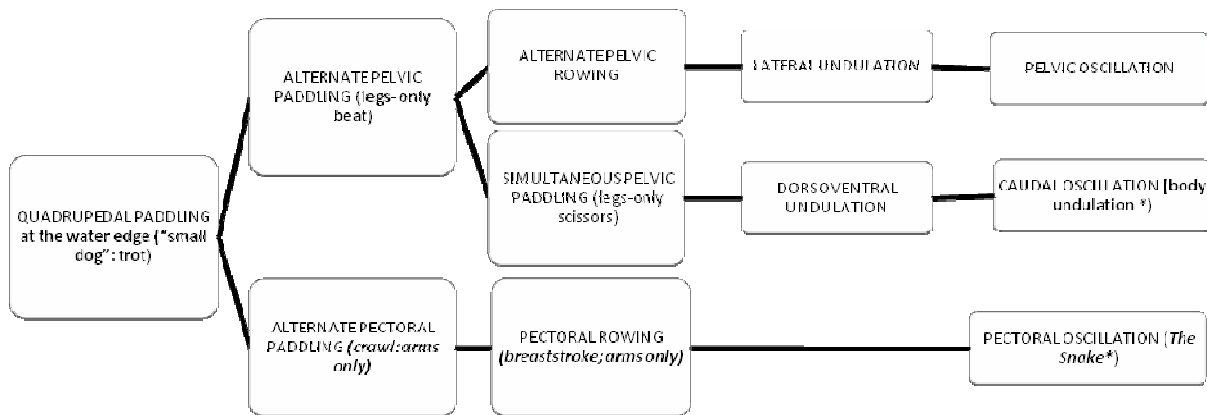 ALTERNATE PELVIC
PADDLING (legs-only
beat)
ALTERNATE PELVIC
ROWING
LATERAL UNDULATION
PELVIC OSCILLATION
QUADRUPEDAL PADDLING
at the water edge ("small
dog": trot)
SIMULTANEOUS PELVIC
PADDLING (legs-only
scissors)
DORSOVENTRAL
UNDULATION
CAUDAL OSCILLATION [body
undulation *)
ALTERNATE PECTORAL
PADDLING (crawl: arms
only)
PECTORAL ROWING
(breaststroke; arms only)
PECTORAL OSCILLATION (The
Snake*)